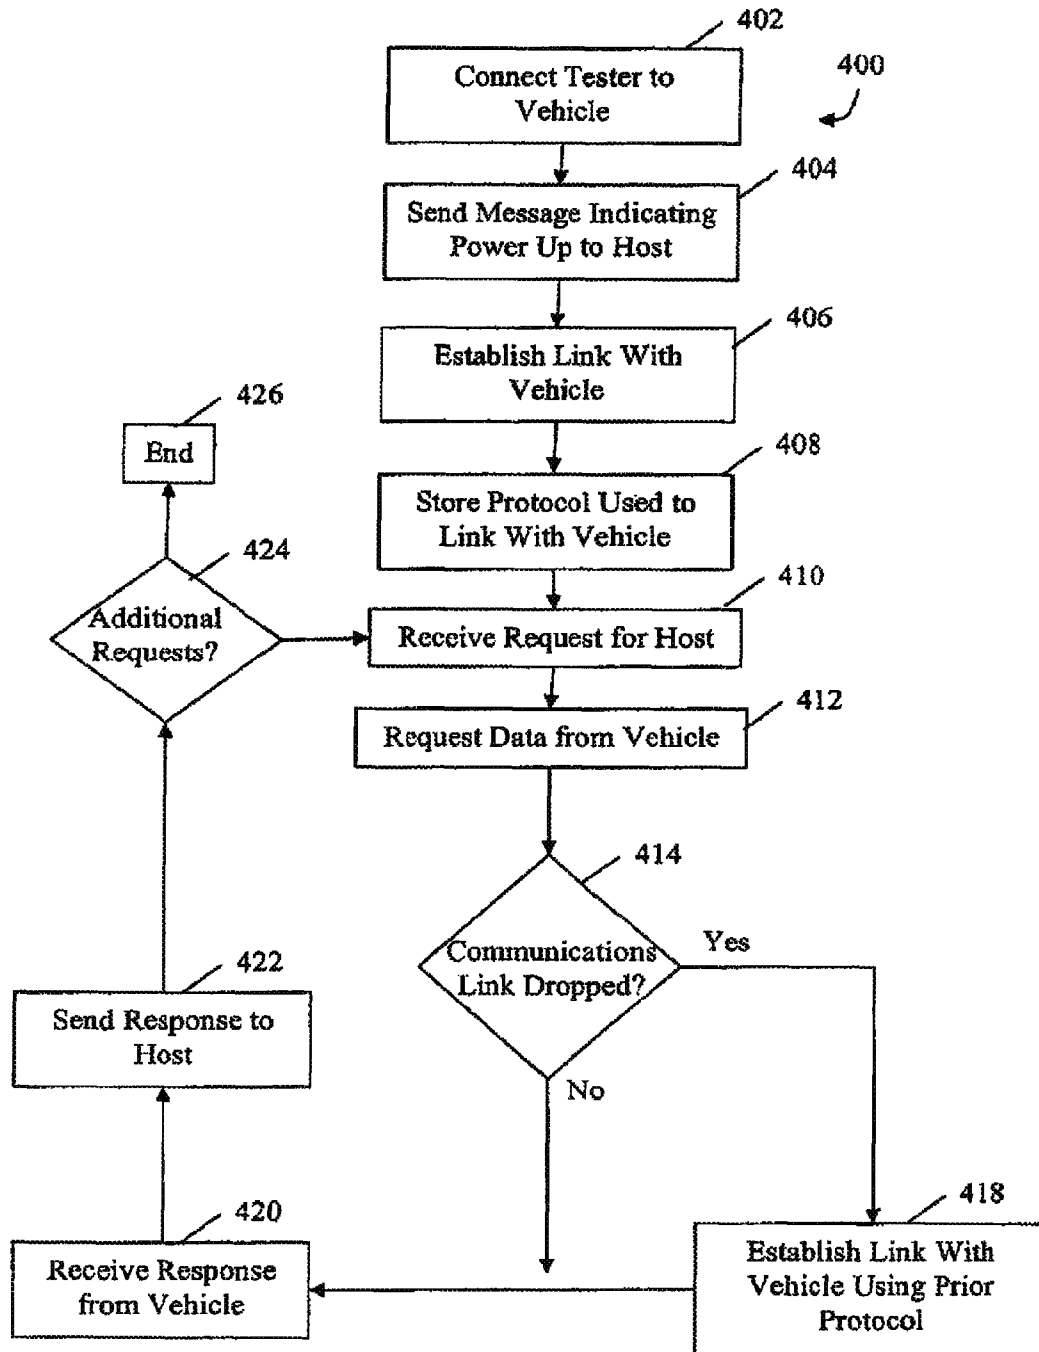 402
Connect Tester to
Vehicle
400
404
Send Message Indicating
Power Up to Host
406
Establish Link With
Vehicle
426
End
408
Store Protocol Used to
Link With Vehicle
424
Additional
Requests?
410
Receive Request for Host
412
Request Data from Vehicle
414
Communications
Link Dropped?
Yes
No
422
Send Response to
Host
420
Receive Response
from Vehicle
418
Establish Link With
Vehicle Using Prior
Protocol